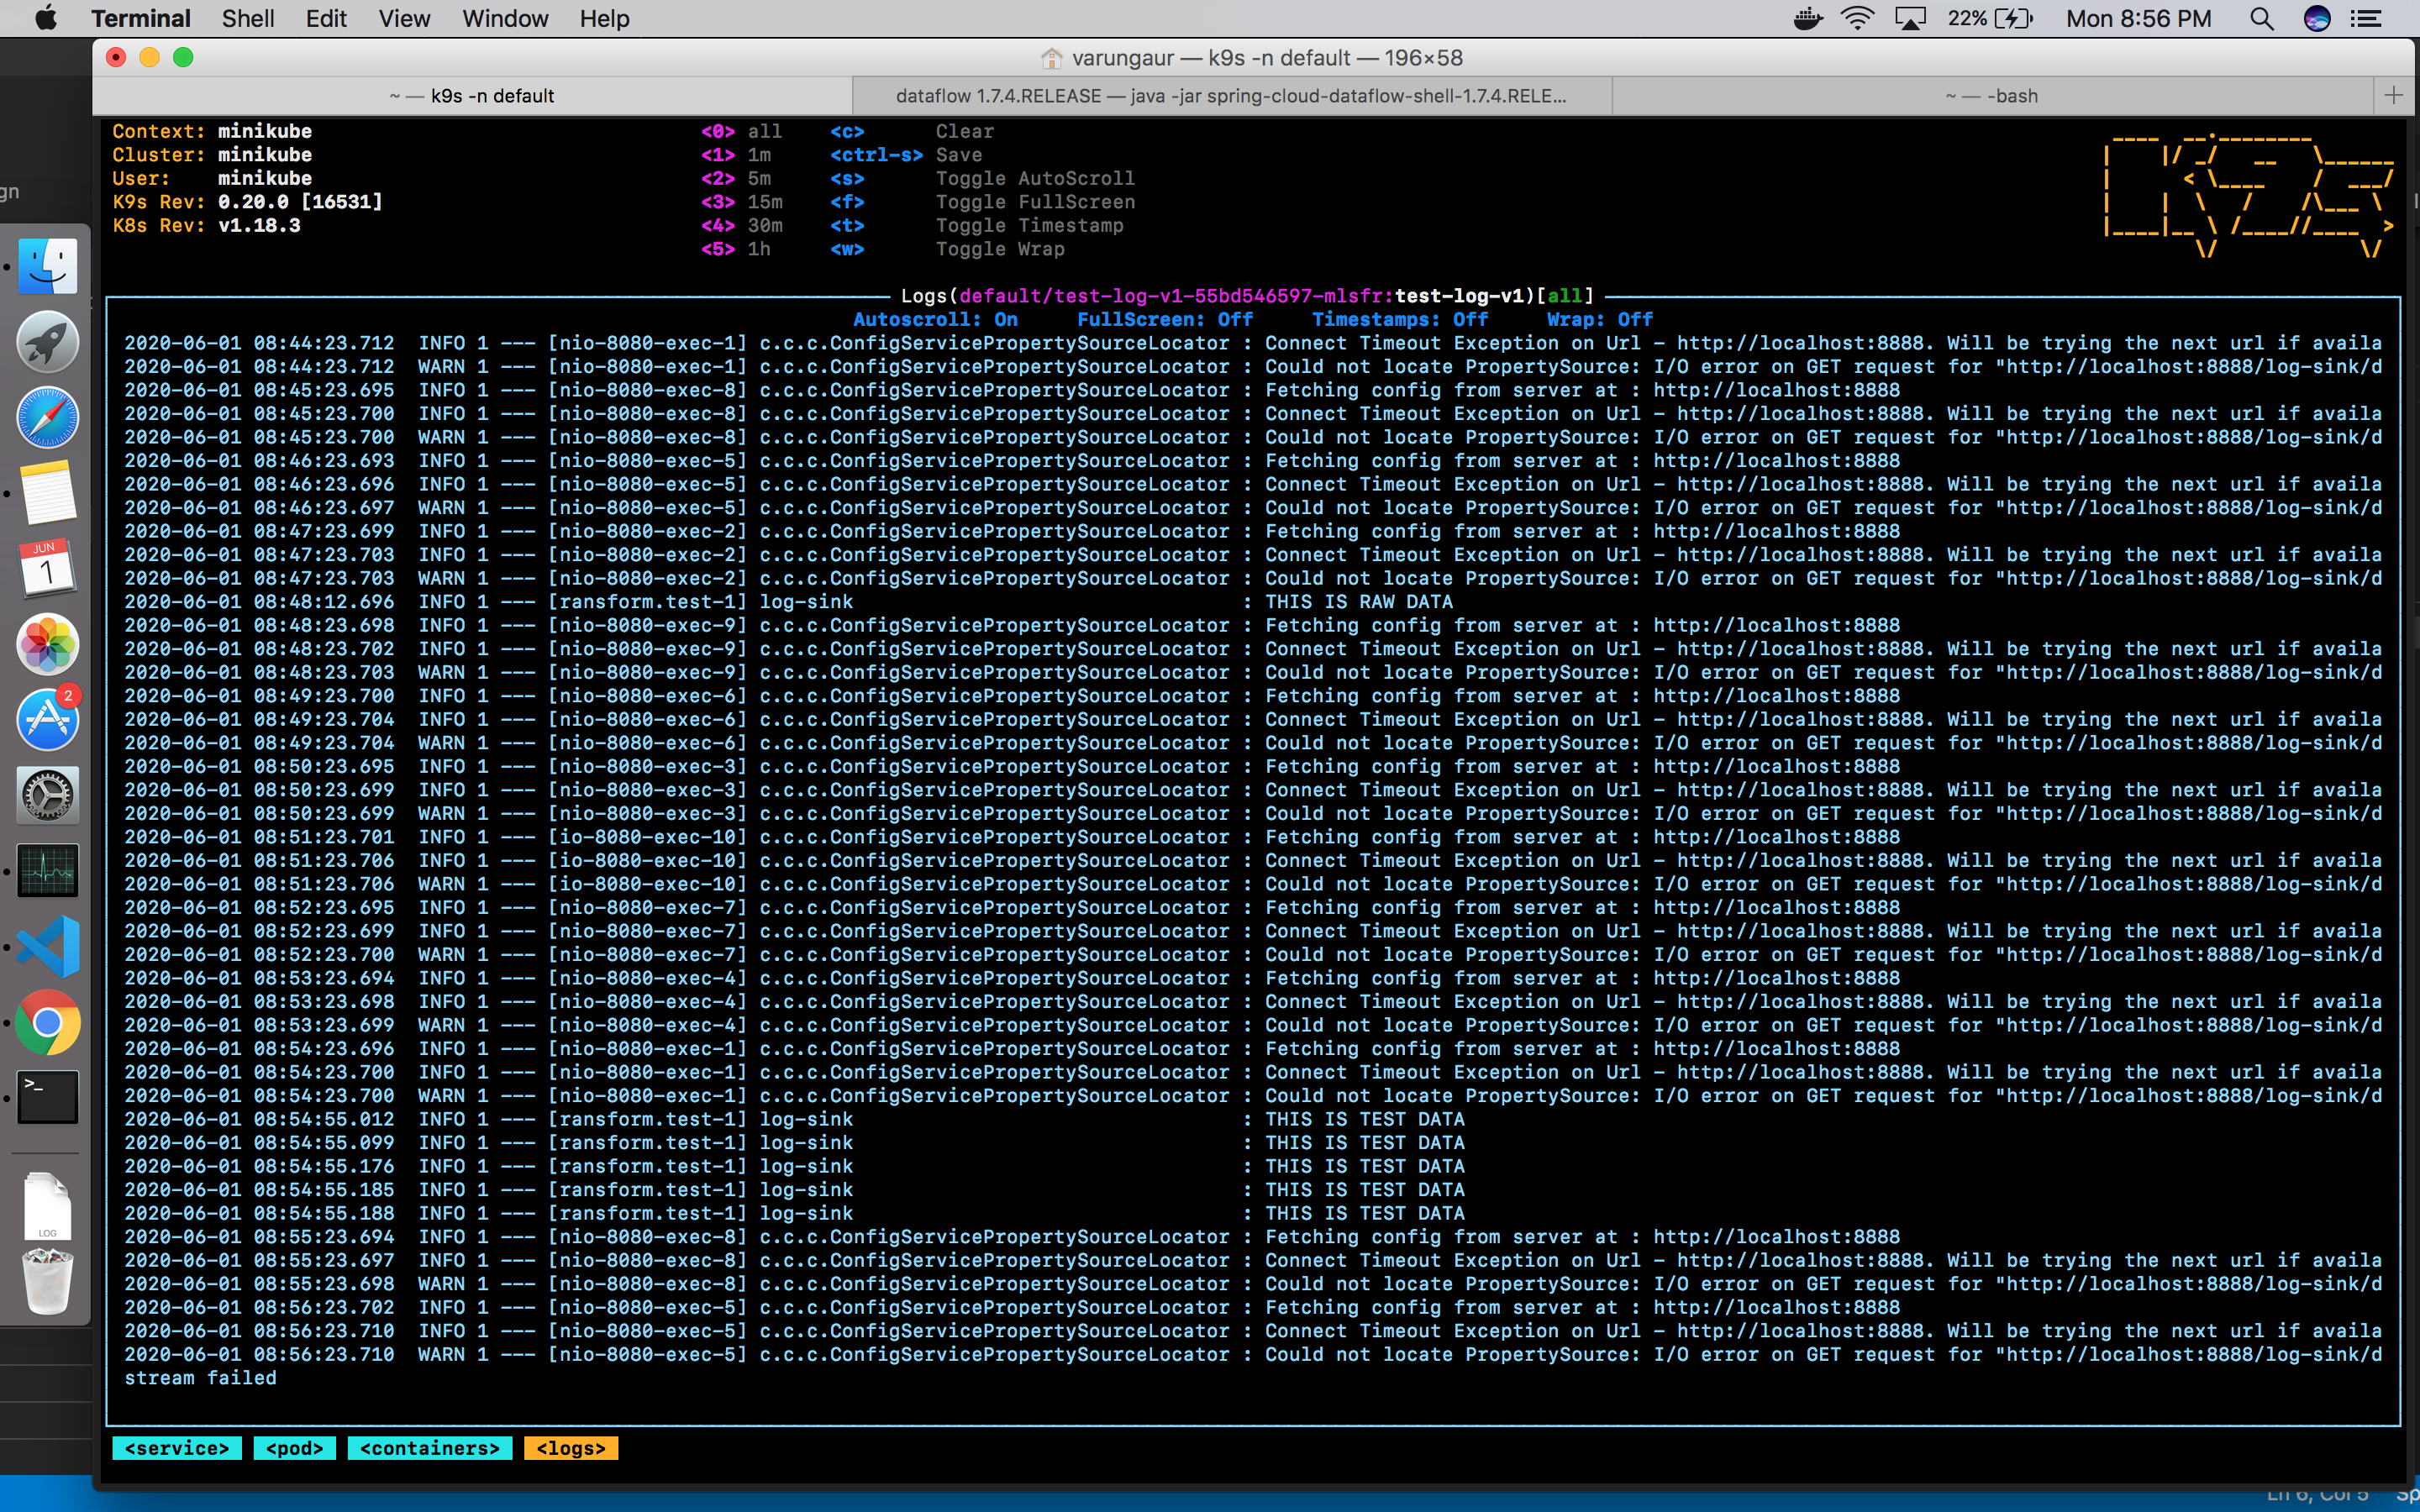 Terminal Shell Edit View Window Help 22% Mon 8:56 PM
varungaur — k9s -n default — 196×58
~ — k9s -n default dataflow 1.7.4.RELEASE — java -jar spring-cloud-dataflow-shell-1.7.4.RELE... ~ — -bash
Context: minikube <0> all <c> Clear
Cluster: minikube <1> 1m <ctrl-s> Save
User: minikube <2> 5m <s> Toggle AutoScroll
K9s Rev: 0.20.0 [16531] <3> 15m <f> Toggle FullScreen
K8s Rev: v1.18.3 <4> 30m <t> Toggle Timestamp
<5> 1h <w> Toggle Wrap
gn
Logs(default/test-log-v1-55bd546597-mlsfr:test-log-v1)[all]
Autoscroll: On FullScreen: Off Timestamps: Off Wrap: Off
2020-06-01 08:44:23.712 INFO 1 --- [nio-8080-exec-1] c.c.c.ConfigServicePropertySourceLocator : Connect Timeout Exception on Url - http://localhost:8888. Will be trying the next url if availa
2020-06-01 08:44:23.712 WARN 1 --- [nio-8080-exec-1] c.c.c.ConfigServicePropertySourceLocator : Could not locate PropertySource: I/O error on GET request for "http://localhost:8888/log-sink/d
2020-06-01 08:45:23.695 INFO 1 --- [nio-8080-exec-8] c.c.c.ConfigServicePropertySourceLocator : Fetching config from server at : http://localhost:8888
2020-06-01 08:45:23.700 INFO 1 --- [nio-8080-exec-8] c.c.c.ConfigServicePropertySourceLocator : Connect Timeout Exception on Url - http://localhost:8888. Will be trying the next url if availa
2020-06-01 08:45:23.700 WARN 1 --- [nio-8080-exec-8] c.c.c.ConfigServicePropertySourceLocator : Could not locate PropertySource: I/O error on GET request for "http://localhost:8888/log-sink/d
2020-06-01 08:46:23.693 INFO 1 --- [nio-8080-exec-5] c.c.c.ConfigServicePropertySourceLocator : Fetching config from server at : http://localhost:8888
2020-06-01 08:46:23.696 INFO 1 --- [nio-8080-exec-5] c.c.c.ConfigServicePropertySourceLocator : Connect Timeout Exception on Url - http://localhost:8888. Will be trying the next url if availa
2020-06-01 08:46:23.697 WARN 1 --- [nio-8080-exec-5] c.c.c.ConfigServicePropertySourceLocator : Could not locate PropertySource: I/O error on GET request for "http://localhost:8888/log-sink/d
2020-06-01 08:47:23.699 INFO 1 --- [nio-8080-exec-2] c.c.c.ConfigServicePropertySourceLocator : Fetching config from server at : http://localhost:8888
2020-06-01 08:47:23.703 INFO 1 --- [nio-8080-exec-2] c.c.c.ConfigServicePropertySourceLocator : Connect Timeout Exception on Url - http://localhost:8888. Will be trying the next url if availa
2020-06-01 08:47:23.703 WARN 1 --- [nio-8080-exec-2] c.c.c.ConfigServicePropertySourceLocator : Could not locate PropertySource: I/O error on GET request for "http://localhost:8888/log-sink/d
2020-06-01 08:48:12.696 INFO 1 --- [ransform.test-1] log-sink : THIS IS RAW DATA
2020-06-01 08:48:23.698 INFO 1 --- [nio-8080-exec-9] c.c.c.ConfigServicePropertySourceLocator : Fetching config from server at : http://localhost:8888
2020-06-01 08:48:23.702 INFO 1 --- [nio-8080-exec-9] c.c.c.ConfigServicePropertySourceLocator : Connect Timeout Exception on Url - http://localhost:8888. Will be trying the next url if availa
2020-06-01 08:48:23.703 WARN 1 --- [nio-8080-exec-9] c.c.c.ConfigServicePropertySourceLocator : Could not locate PropertySource: I/O error on GET request for "http://localhost:8888/log-sink/d
2020-06-01 08:49:23.700 INFO 1 --- [nio-8080-exec-6] c.c.c.ConfigServicePropertySourceLocator : Fetching config from server at : http://localhost:8888
2020-06-01 08:49:23.704 INFO 1 --- [nio-8080-exec-6] c.c.c.ConfigServicePropertySourceLocator : Connect Timeout Exception on Url - http://localhost:8888. Will be trying the next url if availa
2020-06-01 08:49:23.704 WARN 1 --- [nio-8080-exec-6] c.c.c.ConfigServicePropertySourceLocator : Could not locate PropertySource: I/O error on GET request for "http://localhost:8888/log-sink/d
2020-06-01 08:50:23.695 INFO 1 --- [nio-8080-exec-3] c.c.c.ConfigServicePropertySourceLocator : Fetching config from server at : http://localhost:8888
2020-06-01 08:50:23.699 INFO 1 --- [nio-8080-exec-3] c.c.c.ConfigServicePropertySourceLocator : Connect Timeout Exception on Url - http://localhost:8888. Will be trying the next url if availa
2020-06-01 08:50:23.699 WARN 1 --- [nio-8080-exec-3] c.c.c.ConfigServicePropertySourceLocator : Could not locate PropertySource: I/O error on GET request for "http://localhost:8888/log-sink/d
2020-06-01 08:51:23.701 INFO 1 --- [io-8080-exec-10] c.c.c.ConfigServicePropertySourceLocator : Fetching config from server at : http://localhost:8888
2020-06-01 08:51:23.706 INFO 1 --- [io-8080-exec-10] c.c.c.ConfigServicePropertySourceLocator : Connect Timeout Exception on Url - http://localhost:8888. Will be trying the next url if availa
2020-06-01 08:51:23.706 WARN 1 --- [io-8080-exec-10] c.c.c.ConfigServicePropertySourceLocator : Could not locate PropertySource: I/O error on GET request for "http://localhost:8888/log-sink/d
2020-06-01 08:52:23.695 INFO 1 --- [nio-8080-exec-7] c.c.c.ConfigServicePropertySourceLocator : Fetching config from server at : http://localhost:8888
2020-06-01 08:52:23.699 INFO 1 --- [nio-8080-exec-7] c.c.c.ConfigServicePropertySourceLocator : Connect Timeout Exception on Url - http://localhost:8888. Will be trying the next url if availa
2020-06-01 08:52:23.700 WARN 1 --- [nio-8080-exec-7] c.c.c.ConfigServicePropertySourceLocator : Could not locate PropertySource: I/O error on GET request for "http://localhost:8888/log-sink/d
2020-06-01 08:53:23.694 INFO 1 --- [nio-8080-exec-4] c.c.c.ConfigServicePropertySourceLocator : Fetching config from server at : http://localhost:8888
2020-06-01 08:53:23.698 INFO 1 --- [nio-8080-exec-4] c.c.c.ConfigServicePropertySourceLocator : Connect Timeout Exception on Url - http://localhost:8888. Will be trying the next url if availa
2020-06-01 08:53:23.699 WARN 1 --- [nio-8080-exec-4] c.c.c.ConfigServicePropertySourceLocator : Could not locate PropertySource: I/O error on GET request for "http://localhost:8888/log-sink/d
2020-06-01 08:54:23.696 INFO 1 --- [nio-8080-exec-1] c.c.c.ConfigServicePropertySourceLocator : Fetching config from server at : http://localhost:8888
2020-06-01 08:54:23.700 INFO 1 --- [nio-8080-exec-1] c.c.c.ConfigServicePropertySourceLocator : Connect Timeout Exception on Url - http://localhost:8888. Will be trying the next url if availa
2020-06-01 08:54:23.700 WARN 1 --- [nio-8080-exec-1] c.c.c.ConfigServicePropertySourceLocator : Could not locate PropertySource: I/O error on GET request for "http://localhost:8888/log-sink/d
2020-06-01 08:54:55.012 INFO 1 --- [ransform.test-1] log-sink : THIS IS TEST DATA
2020-06-01 08:54:55.099 INFO 1 --- [ransform.test-1] log-sink : THIS IS TEST DATA
2020-06-01 08:54:55.176 INFO 1 --- [ransform.test-1] log-sink : THIS IS TEST DATA
2020-06-01 08:54:55.185 INFO 1 --- [ransform.test-1] log-sink : THIS IS TEST DATA
2020-06-01 08:54:55.188 INFO 1 --- [ransform.test-1] log-sink : THIS IS TEST DATA
2020-06-01 08:55:23.694 INFO 1 --- [nio-8080-exec-8] c.c.c.ConfigServicePropertySourceLocator : Fetching config from server at : http://localhost:8888
2020-06-01 08:55:23.697 INFO 1 --- [nio-8080-exec-8] c.c.c.ConfigServicePropertySourceLocator : Connect Timeout Exception on Url - http://localhost:8888. Will be trying the next url if availa
2020-06-01 08:55:23.698 WARN 1 --- [nio-8080-exec-8] c.c.c.ConfigServicePropertySourceLocator : Could not locate PropertySource: I/O error on GET request for "http://localhost:8888/log-sink/d
2020-06-01 08:56:23.702 INFO 1 --- [nio-8080-exec-5] c.c.c.ConfigServicePropertySourceLocator : Fetching config from server at : http://localhost:8888
2020-06-01 08:56:23.710 INFO 1 --- [nio-8080-exec-5] c.c.c.ConfigServicePropertySourceLocator : Connect Timeout Exception on Url - http://localhost:8888. Will be trying the next url if availa
2020-06-01 08:56:23.710 WARN 1 --- [nio-8080-exec-5] c.c.c.ConfigServicePropertySourceLocator : Could not locate PropertySource: I/O error on GET request for "http://localhost:8888/log-sink/d
stream failed
<service> <pod> <containers> <logs>
JUN
1
2
>_
LOG
Ln 6, Col 5 Sp